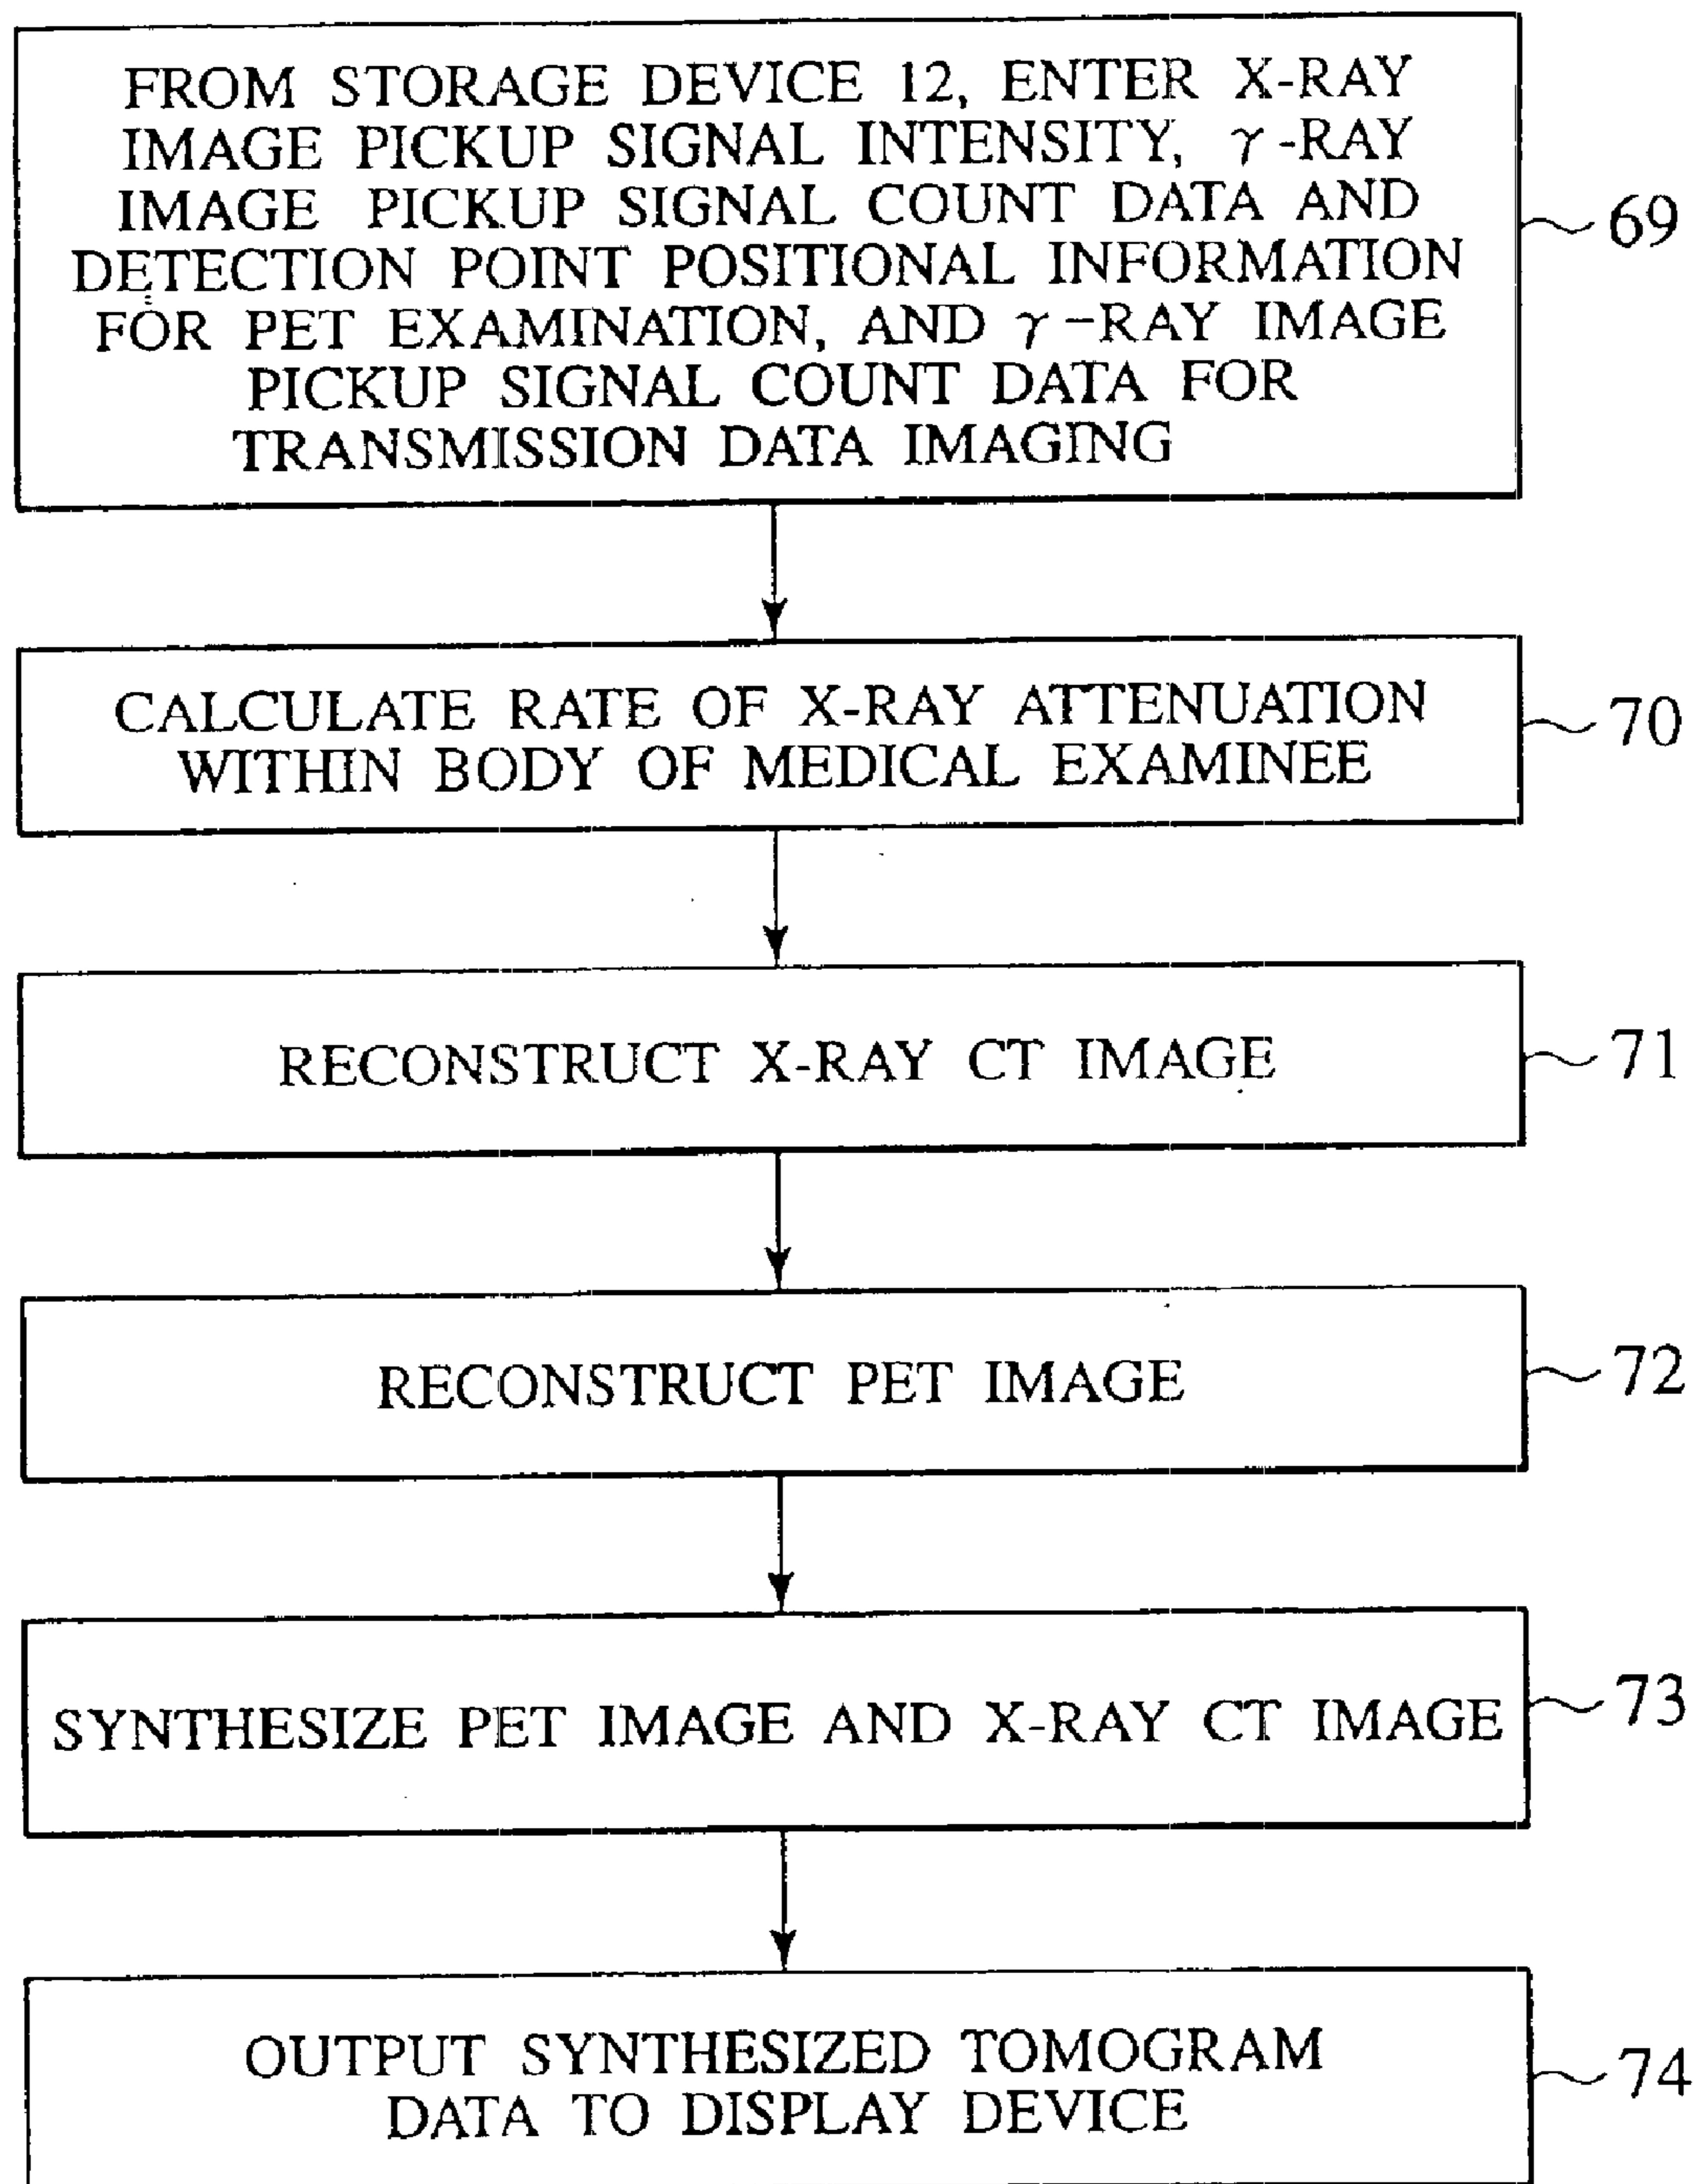 FROM STORAGE DEVICE 12, ENTER X-RAY
IMAGE PICKUP SIGNAL INTENSITY, γ-RAY
IMAGE PICKUP SIGNAL COUNT DATA AND
DETECTION POINT POSITIONAL INFORMATION
FOR PET EXAMINATION, AND γ-RAY IMAGE
PICKUP SIGNAL COUNT DATA FOR
TRANSMISSION DATA IMAGING
69
CALCULATE RATE OF X-RAY ATTENUATION
WITHIN BODY OF MEDICAL EXAMINEE
70
RECONSTRUCT X-RAY CT IMAGE
71
RECONSTRUCT PET IMAGE
72
SYNTHESIZE PET IMAGE AND X-RAY CT IMAGE
73
OUTPUT SYNTHESIZED TOMOGRAM
DATA TO DISPLAY DEVICE
74